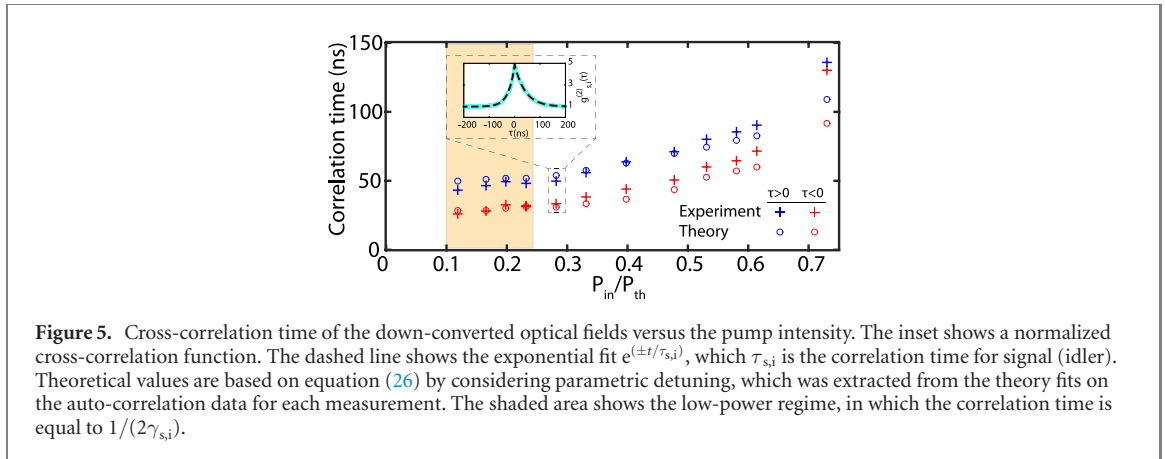 150
100
50
0
Correlation time (ns)
5
3
1
g(2)s,i(τ)
-200 -100 0 100 200
τ(ns)
τ>0 τ<0
Experiment + +
Theory ○ ○
0 0.1 0.2 0.3 0.4 0.5 0.6 0.7
Pin/Pth
Figure 5. Cross-correlation time of the down-converted optical fields versus the pump intensity. The inset shows a normalized
cross-correlation function. The dashed line shows the exponential fit e(±t/τs,i), which τs,i is the correlation time for signal (idler).
Theoretical values are based on equation (26) by considering parametric detuning, which was extracted from the theory fits on
the auto-correlation data for each measurement. The shaded area shows the low-power regime, in which the correlation time is
equal to 1/(2γs,i).